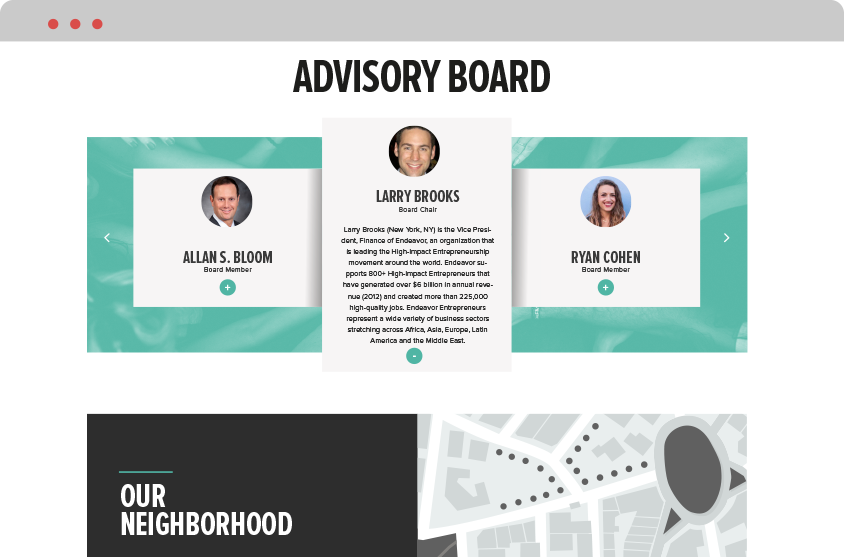 ADVISORY BOARD
ALLAN S. BLOOM
Board Member
+
LARRY BROOKS
Board Chair
Larry Brooks (New York, NY) is the Vice Presi-
dent, Finance of Endeavor, an organization that
is leading the High-Impact Entrepreneurship
movement around the world. Endeavor su-
pports 800+ High-Impact Entrepreneurs that
have generated over $6 billion in annual reve-
nue (2012) and created more than 225,000
high-quality jobs. Endeavor Entrepreneurs
represent a wide variety of business sectors
stretching across Africa, Asia, Europe, Latin
America and the Middle East.
-
RYAN COHEN
Board Member
+
OUR
NEIGHBORHOOD